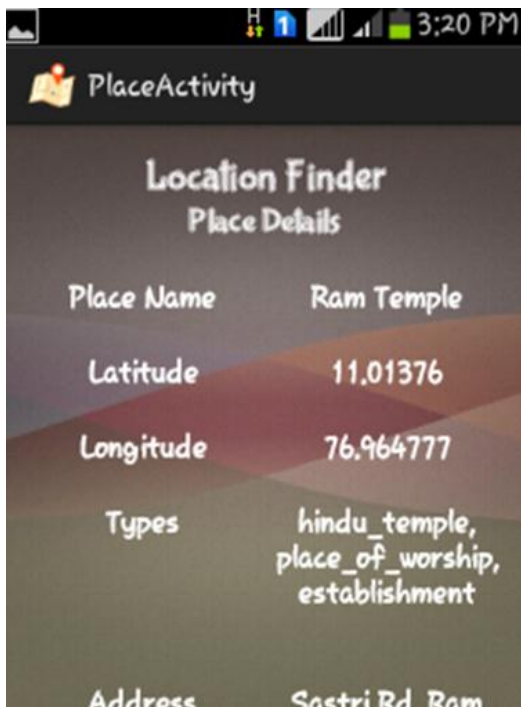 H 1 3:20 PM
PlaceActivity
Location Finder
Place Details
Place Name Ram Temple
Latitude 11.01376
Longitude 76.964777
Types hindu_temple,
place_of_worship,
establishment
Address Sastri Rd, Ram